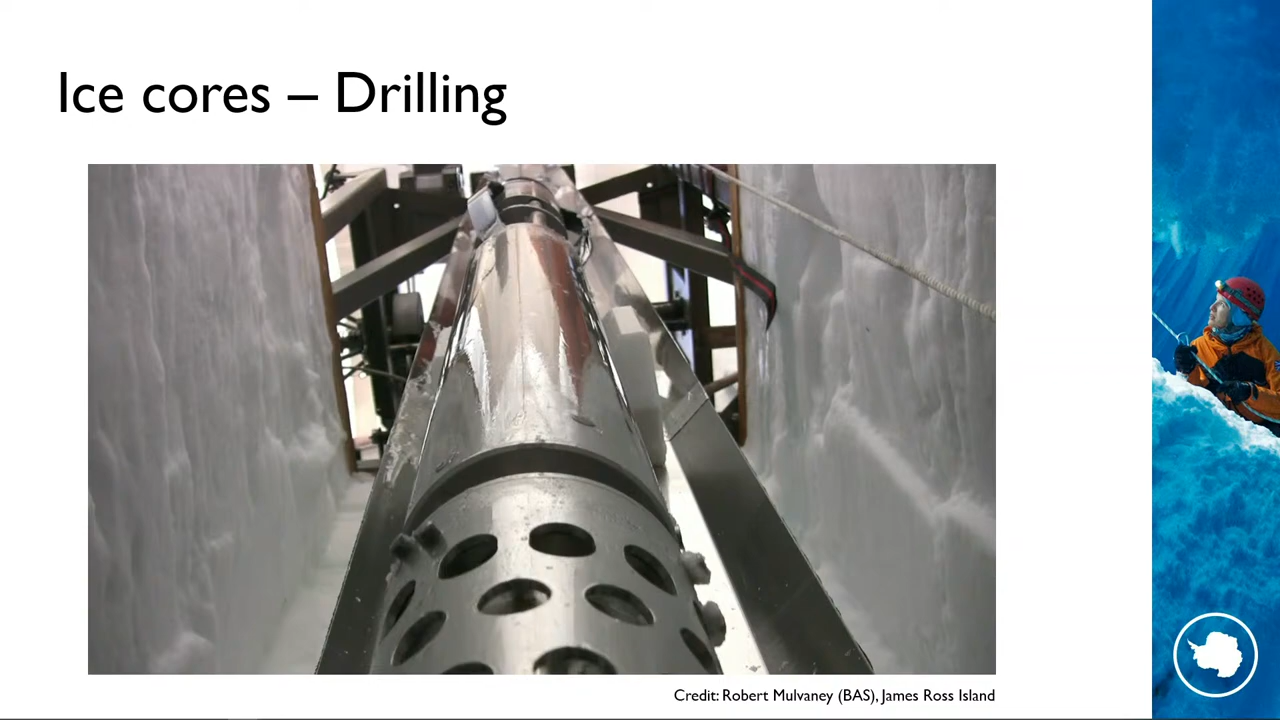 Ice cores – Drilling
Credit: Robert Mulvaney (BAS), James Ross Island